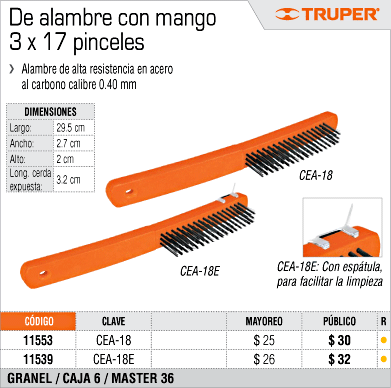 De alambre con mango
3 x 17 pinceles
TRUPER®
❯ Alambre de alta resistencia en acero
al carbono calibre 0.40 mm
DIMENSIONES
Largo: 29.5 cm
Ancho: 2.7 cm
Alto: 2 cm
Long. cerda
expuesta: 3.2 cm
CEA-18
CEA-18E
CEA-18E: Con espátula,
para facilitar la limpieza
CÓDIGO CLAVE MAYOREO PÚBLICO R
11553 CEA-18 $ 25 $ 30
11539 CEA-18E $ 26 $ 32
GRANEL / CAJA 6 / MASTER 36